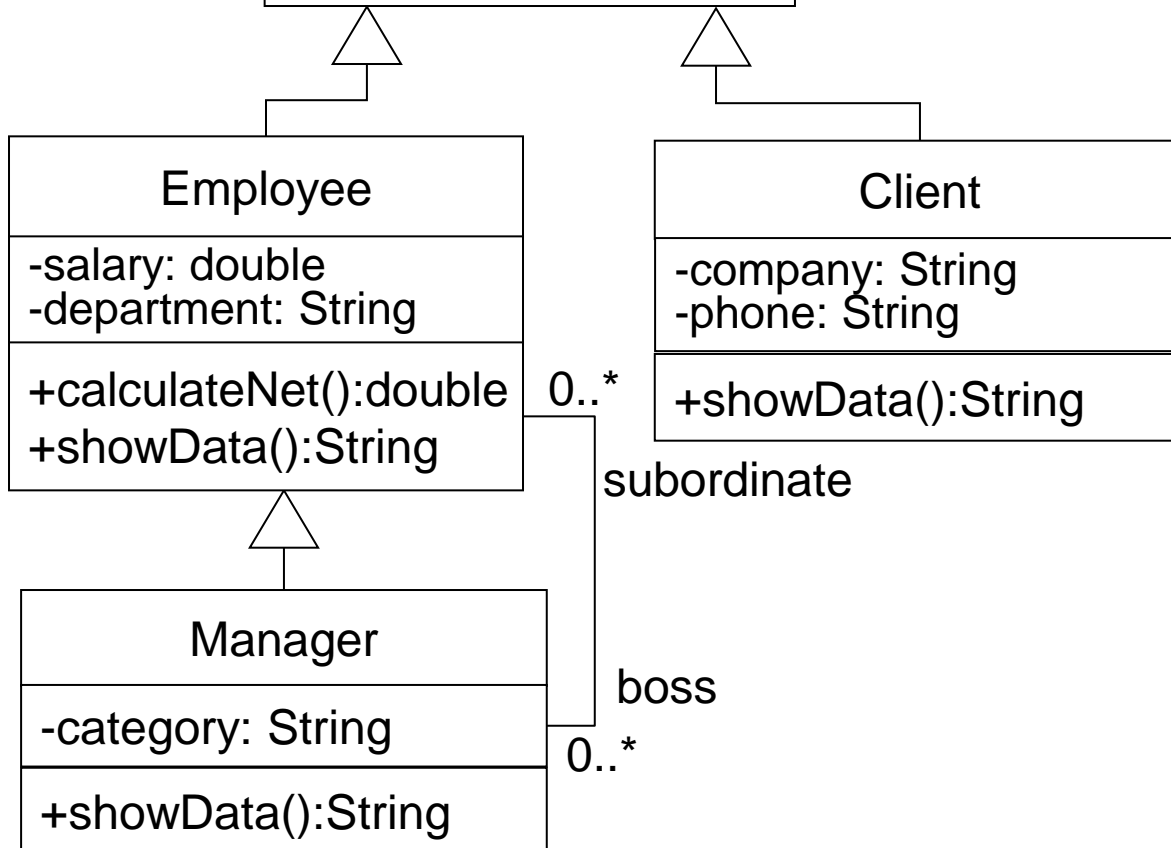 Employee
-salary: double
-department: String
+calculateNet():double
+showData():String
Client
-company: String
-phone: String
+showData():String
0..*
subordinate
boss
0..*
Manager
-category: String
+showData():String